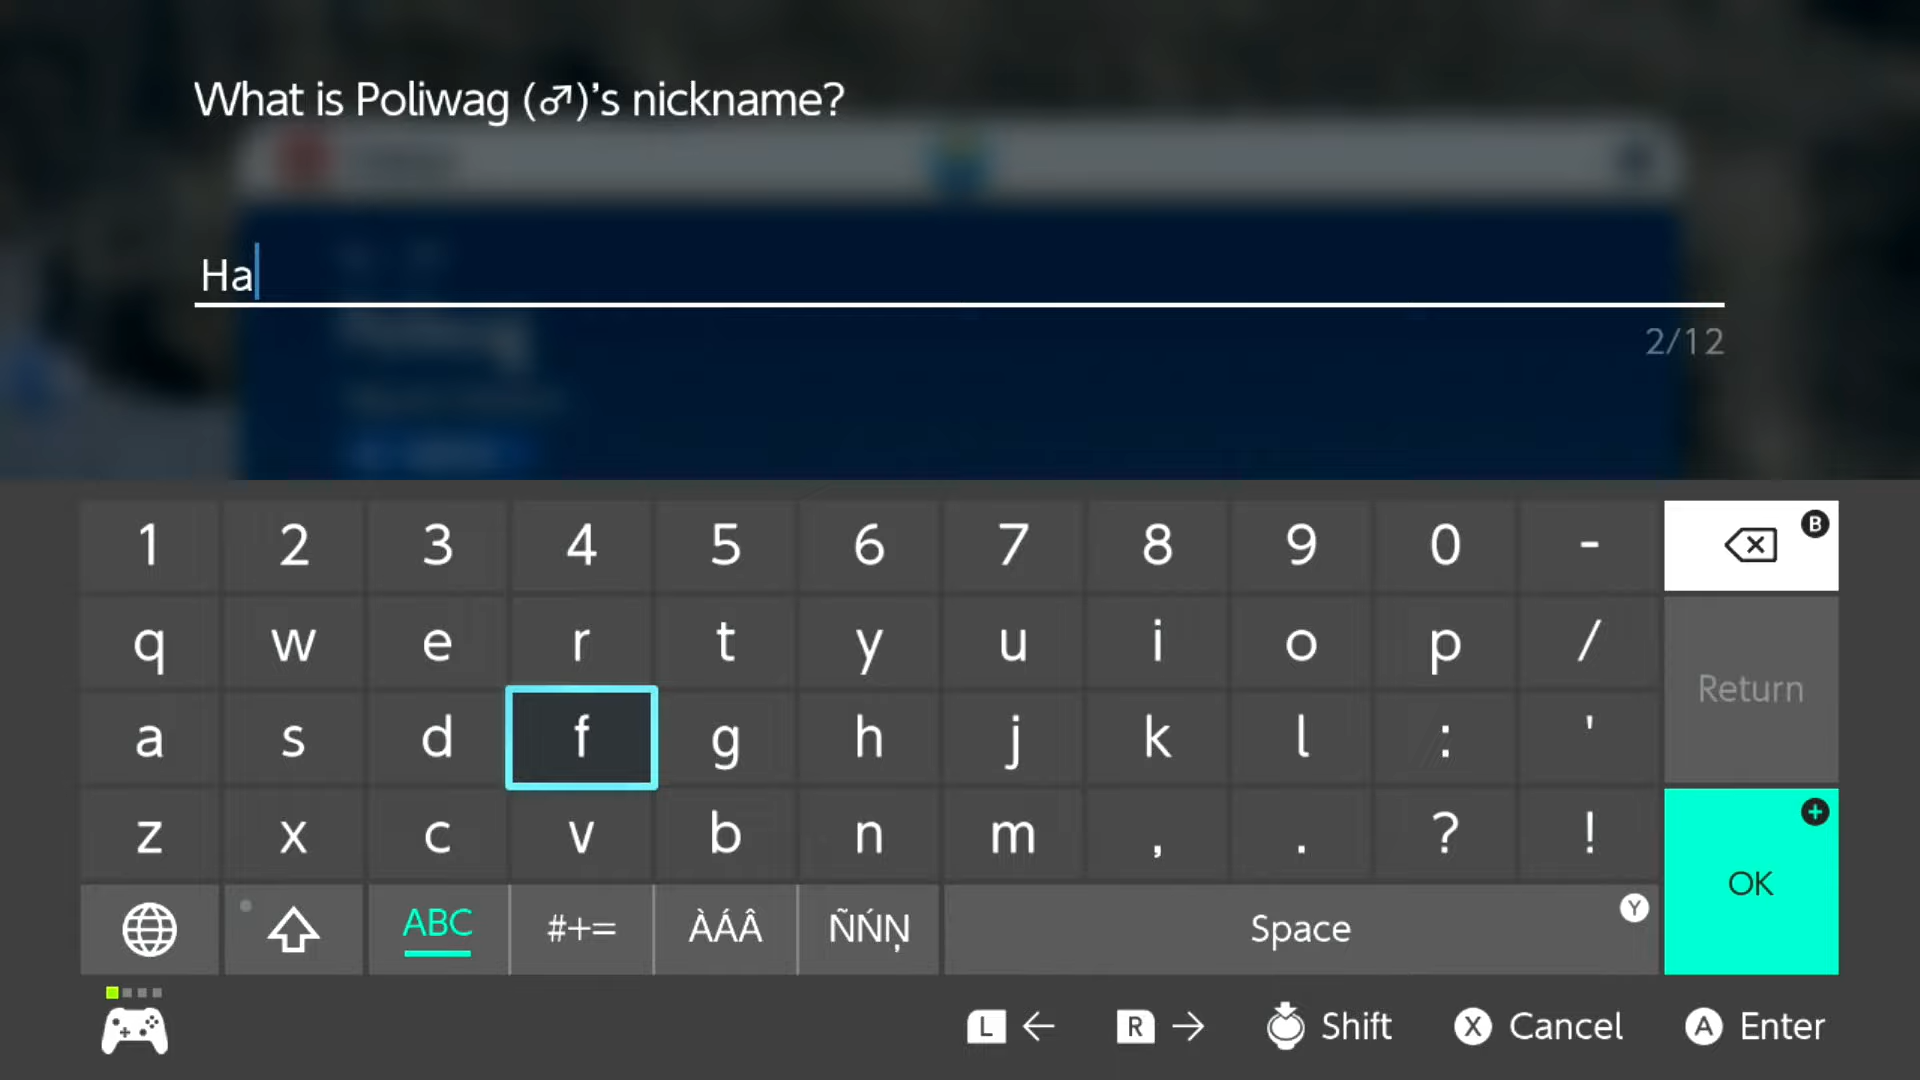 What is Poliwag (♂)’s nickname?
Ha
2/12
1 2 3 4 5 6 7 8 9 0 - B
q w e r t y u i o p /
Return
a s d f g h j k l : '
z x c v b n m , . ? ! +
OK
ABC #+= ÀÁÂ ÑŃŅ Space Y
L ← R → Shift X Cancel A Enter